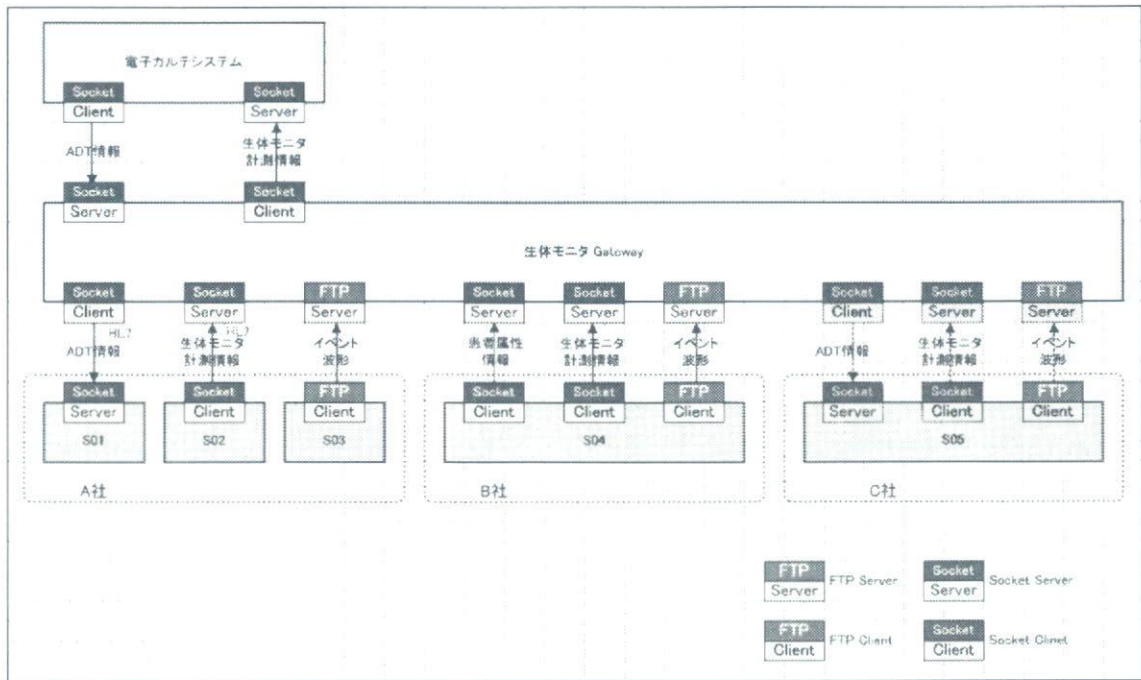 電子カルテシステム
Socket
Client
Socket
Server
ADT情報
生体モニタ
計測情報
Socket
Server
Socket
Client
生体モニタ Gateway
Socket
Client
Socket
Server
FTP
Server
Socket
Server
Socket
Server
FTP
Server
Socket
Client
Socket
Server
FTP
Server
HL7
HL7
ADT情報
生体モニタ
計測情報
イベント
波形
患者属性
情報
生体モニタ
計測情報
イベント
波形
ADT情報
生体モニタ
計測情報
イベント
波形
Socket
Server
Socket
Client
FTP
Client
Socket
Client
Socket
Client
FTP
Client
Socket
Server
Socket
Client
FTP
Client
S01
S02
S03
S04
S05
A社
B社
C社
FTP
Server
FTP Server
Socket
Server
Socket Server
FTP
Client
FTP Client
Socket
Client
Socket Clinet